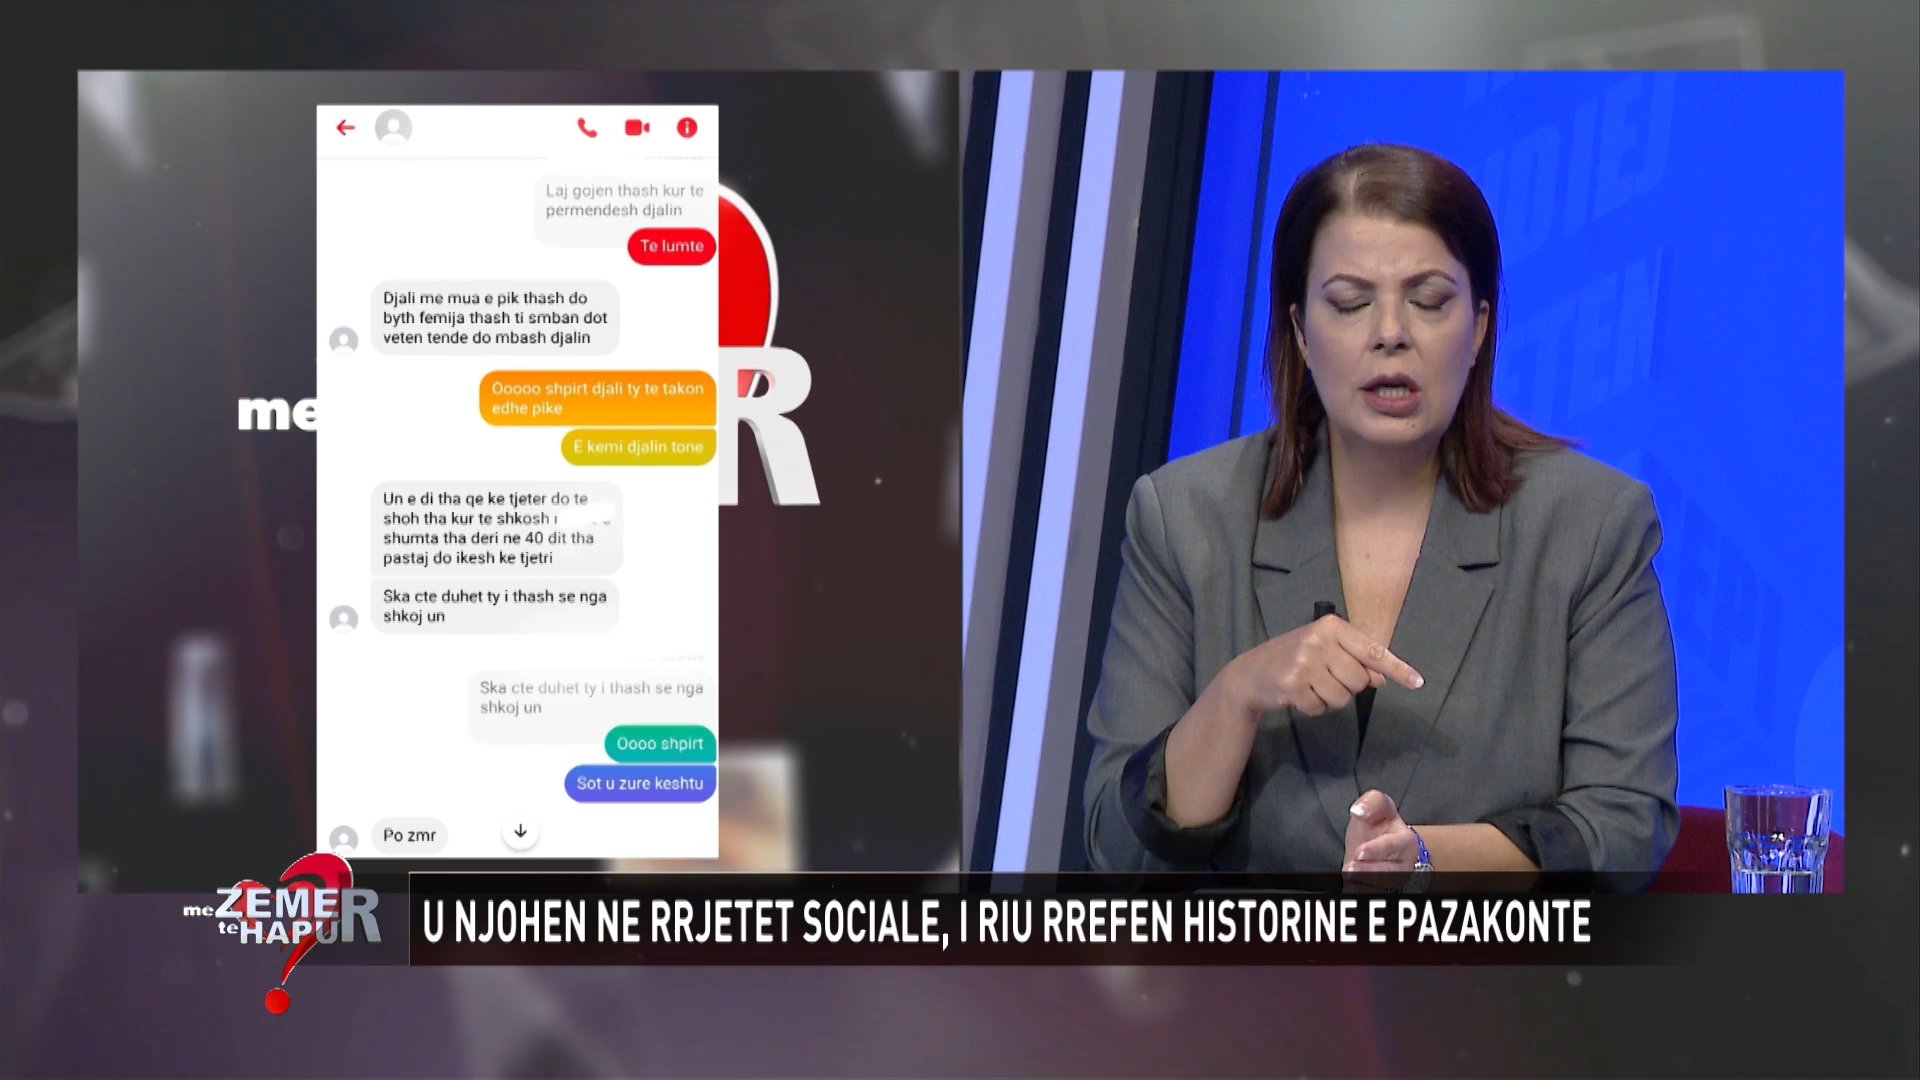 Laj gojen thash kur te
permendesh djalin
Te lumte
Djali me mua e pik thash do
byth femija thash ti smban dot
veten tende do mbash djalin
Ooooo shpirt djali ty te takon
edhe pike
E kemi djalin tone
Un e di tha qe ke tjeter do te
shoh tha kur te shkosh
shumta tha deri ne 40 dit tha
pastaj do ikesh ke tjetri
Ska cte duhet ty i thash se nga
shkoj un
Ska cte duhet ty i thash se nga
shkoj un
Oooo shpirt
Sot u zure keshtu
Po zmr
me
R
me ZEMER
te HAPUR
U NJOHEN NE RRJETET SOCIALE, I RIU RREFEN HISTORINE E PAZAKONTE